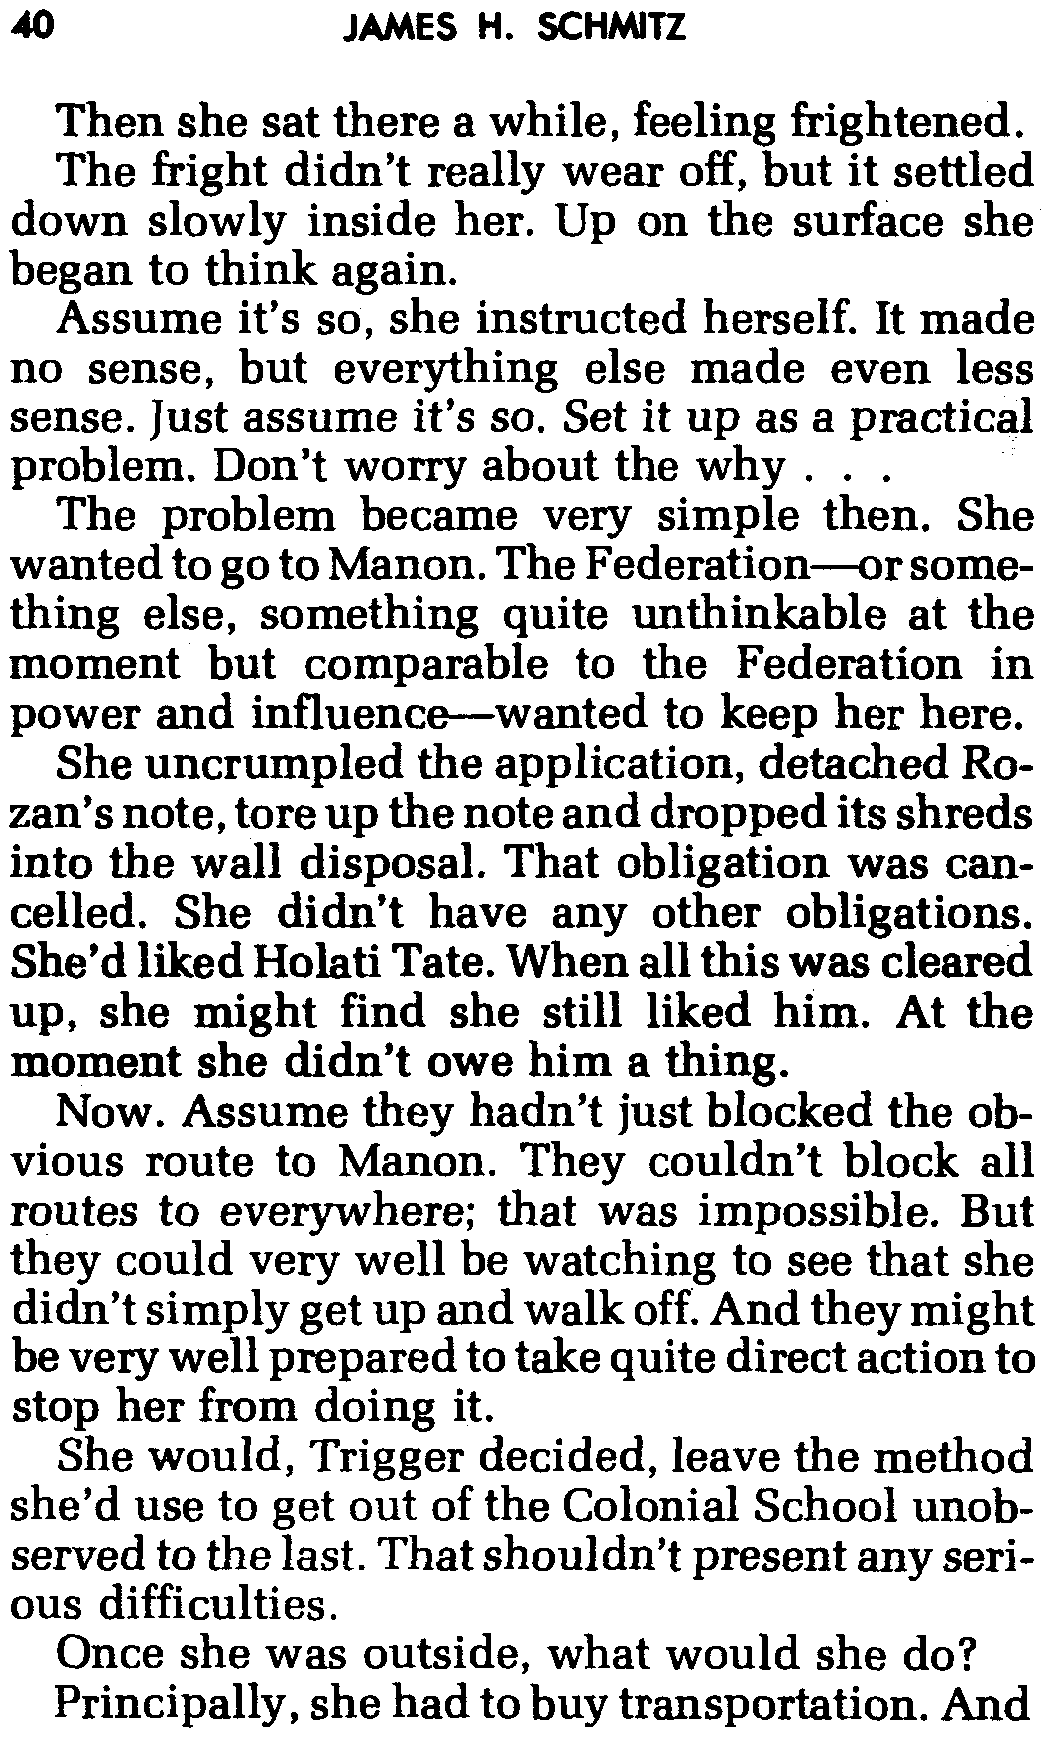 40 JAMES H. SCHMITZ
Then she sat there a while, feeling frightened.
The fright didn't really wear off, but it settled
down slowly inside her. Up on the surface she
began to think again.
Assume it's so, she instructed herself. It made
no sense, but everything else made even less
sense. Just assume it's so. Set it up as a practical
problem. Don't worry about the why . . .
The problem became very simple then. She
wanted to go to Manon. The Federation—or some-
thing else, something quite unthinkable at the
moment but comparable to the Federation in
power and influence—wanted to keep her here.
She uncrumpled the application, detached Ro-
zan's note, tore up the note and dropped its shreds
into the wall disposal. That obligation was can-
celled. She didn't have any other obligations.
She'd liked Holati Tate. When all this was cleared
up, she might find she still liked him. At the
moment she didn't owe him a thing.
Now. Assume they hadn't just blocked the ob-
vious route to Manon. They couldn't block all
routes to everywhere; that was impossible. But
they could very well be watching to see that she
didn't simply get up and walk off. And they might
be very well prepared to take quite direct action to
stop her from doing it.
She would, Trigger decided, leave the method
she'd use to get out of the Colonial School unob-
served to the last. That shouldn't present any seri-
ous difficulties.
Once she was outside, what would she do?
Principally, she had to buy transportation. And